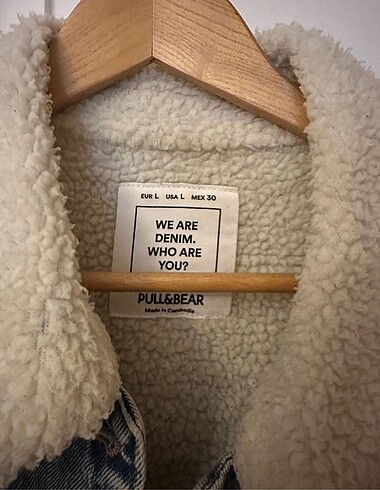 EUR L USA L MEX 30
WE ARE
DENIM.
WHO ARE
YOU?
PULL&BEAR
Made in Cambodia